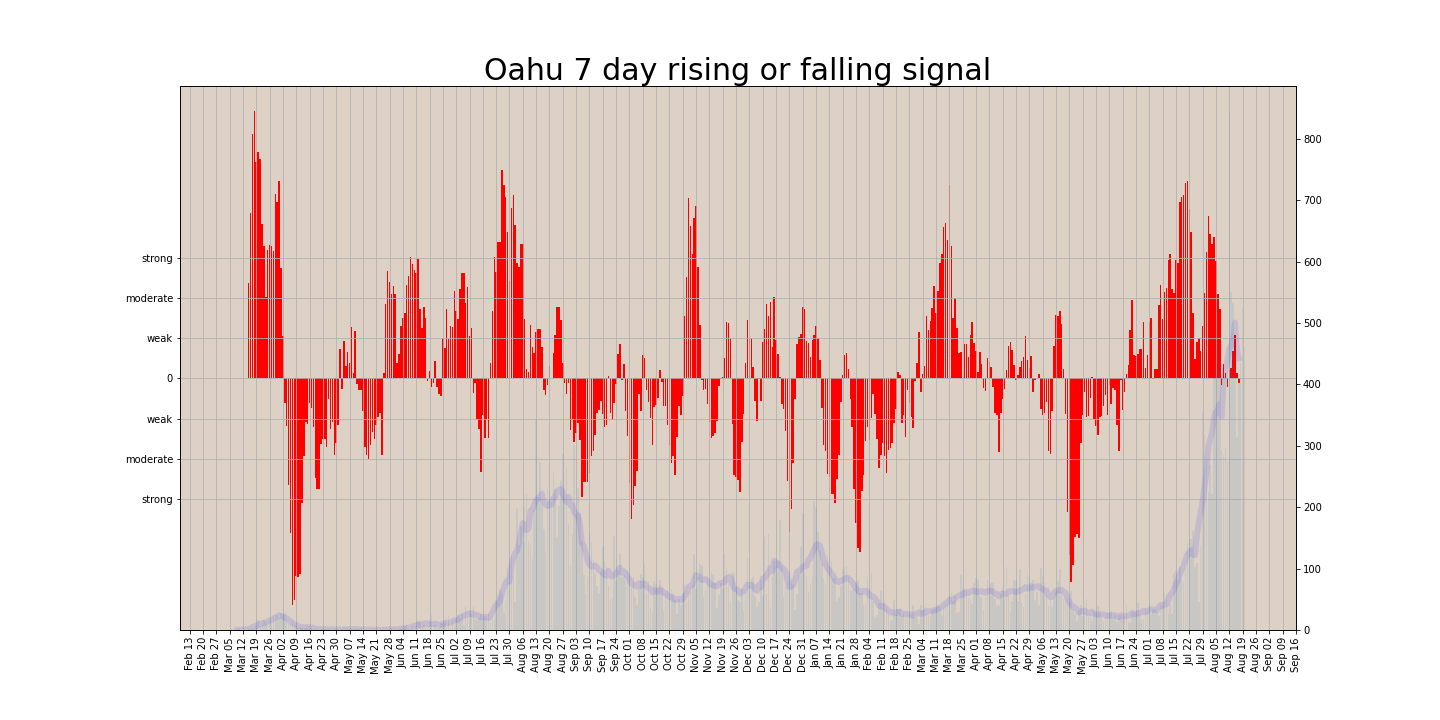 Oahu 7 day rising or falling signal
strong
moderate
weak
0
weak
moderate
strong
800
700
600
500
400
300
200
100
0
Feb 13
Feb 20
Feb 27
Mar 05
Mar 12
Mar 19
Mar 26
Apr 02
Apr 09
Apr 16
Apr 23
Apr 30
May 07
May 14
May 21
May 28
Jun 04
Jun 11
Jun 18
Jun 25
Jul 02
Jul 09
Jul 16
Jul 23
Jul 30
Aug 06
Aug 13
Aug 20
Aug 27
Sep 03
Sep 10
Sep 17
Sep 24
Oct 01
Oct 08
Oct 15
Oct 22
Oct 29
Nov 05
Nov 12
Nov 19
Nov 26
Dec 03
Dec 10
Dec 17
Dec 24
Dec 31
Jan 07
Jan 14
Jan 21
Jan 28
Feb 04
Feb 11
Feb 18
Feb 25
Mar 04
Mar 11
Mar 18
Mar 25
Apr 01
Apr 08
Apr 15
Apr 22
Apr 29
May 06
May 13
May 20
May 27
Jun 03
Jun 10
Jun 17
Jun 24
Jul 01
Jul 08
Jul 15
Jul 22
Jul 29
Aug 05
Aug 12
Aug 19
Aug 26
Sep 02
Sep 09
Sep 16